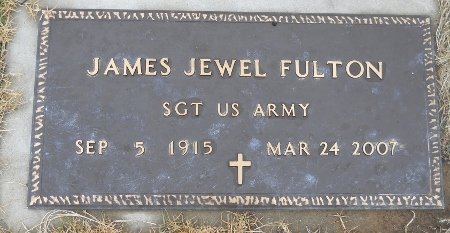 JAMES JEWEL FULTON
SGT US ARMY
SEP 5 1915 MAR 24 2007